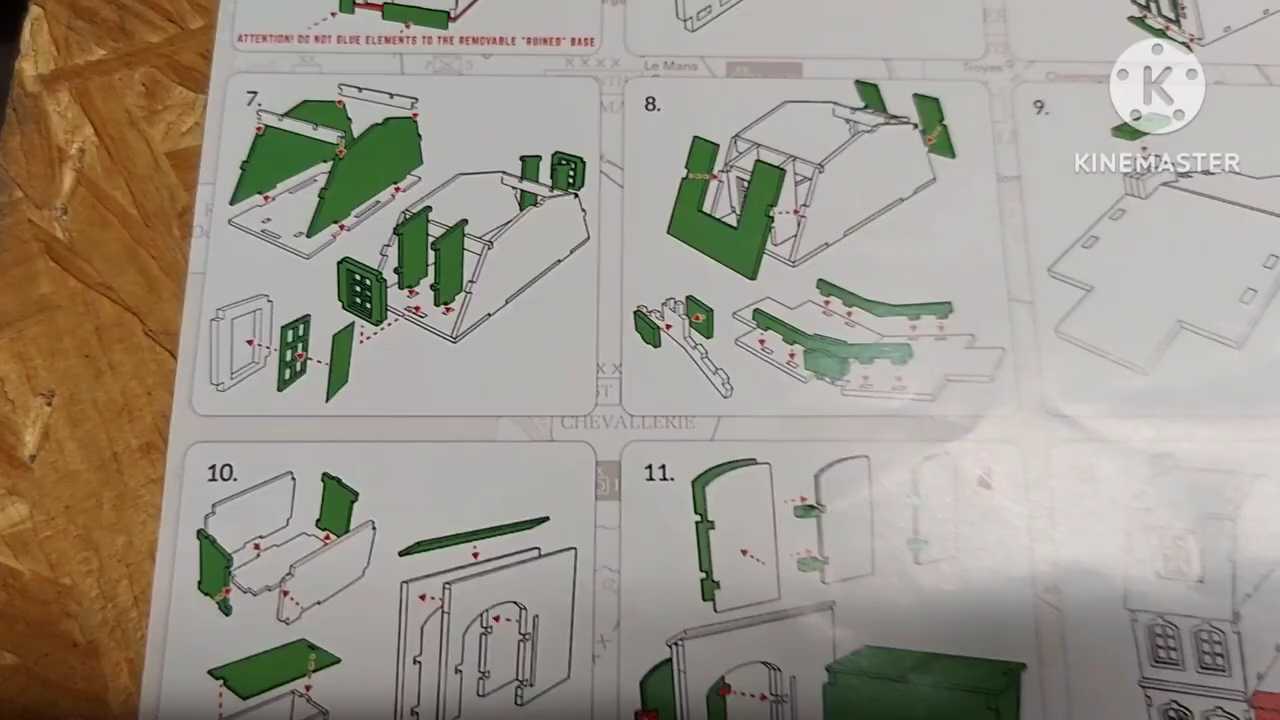 ATTENTION! DO NOT GLUE ELEMENTS TO THE REMOVABLE "RUINED" BASE
Le Mans
Troyes
7.
8.
9.
K
KINEMASTER
CHEVALLERIE
10.
11.